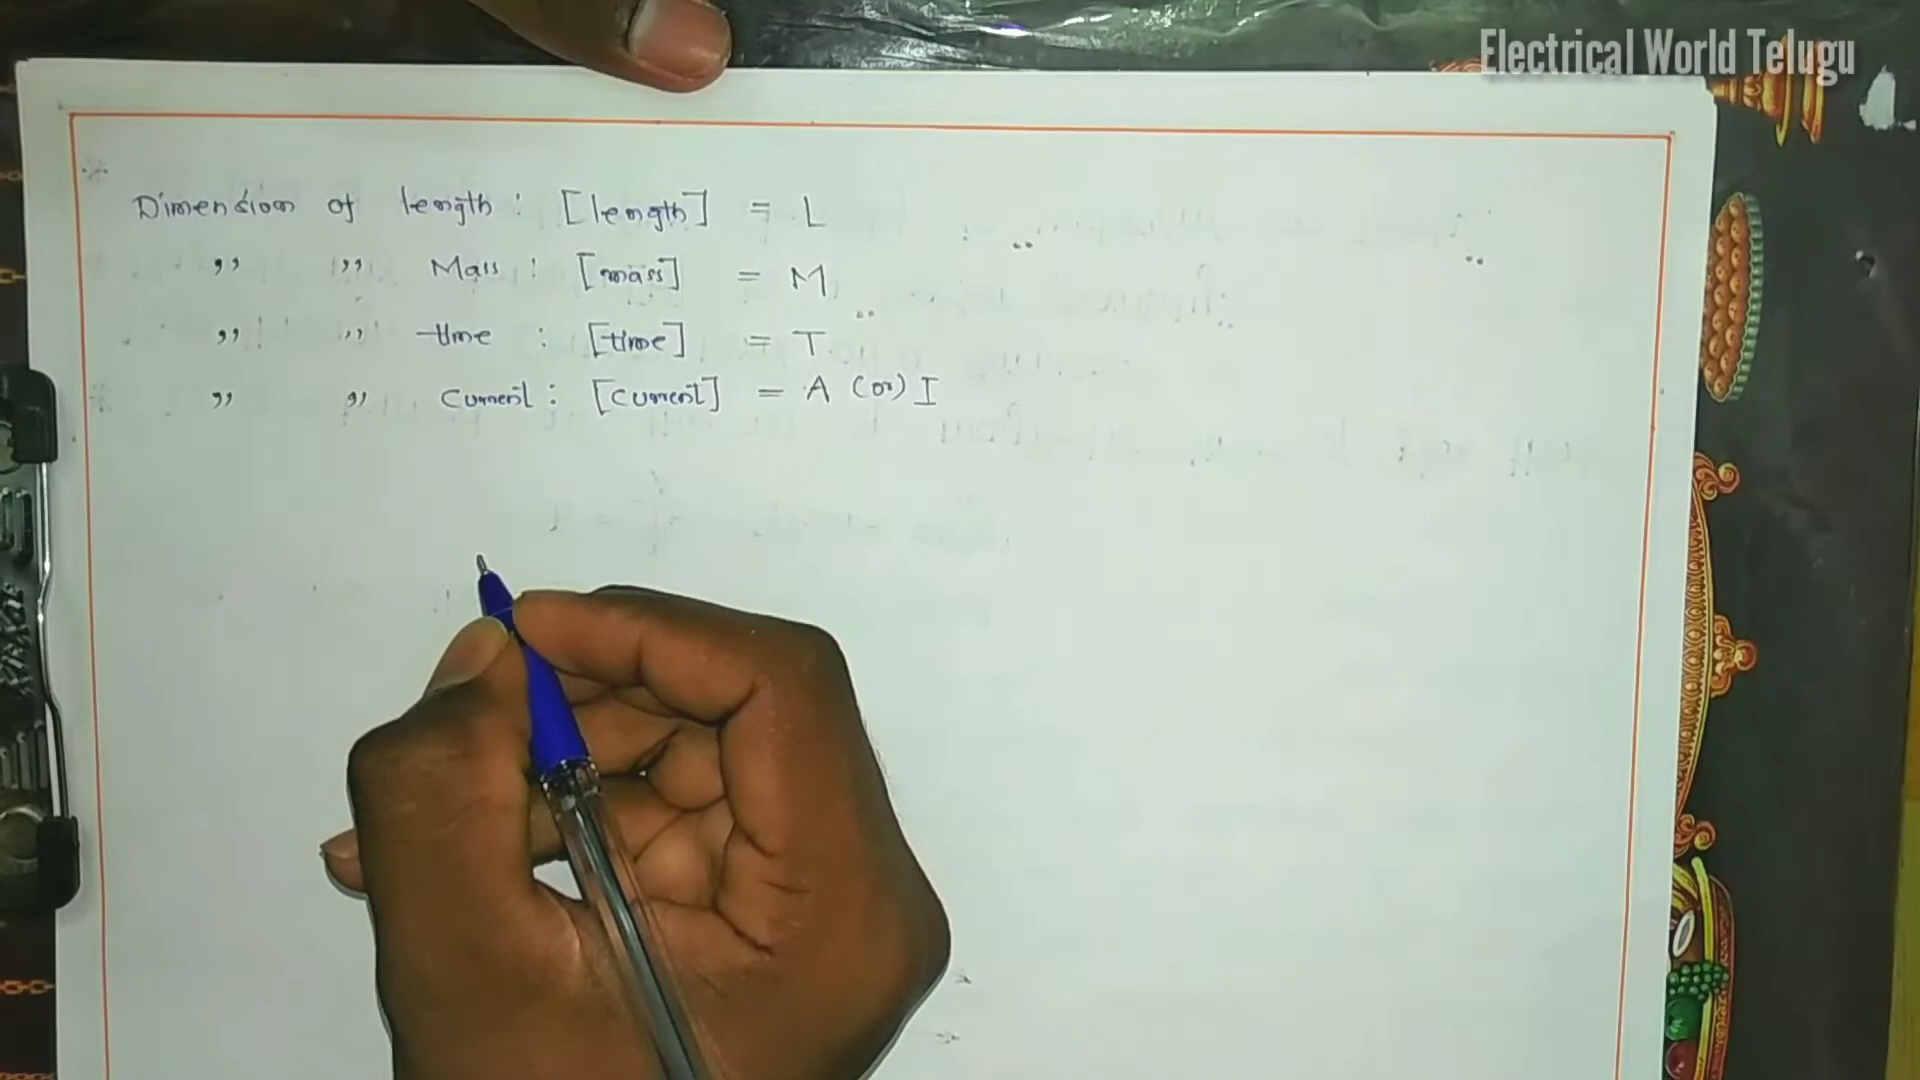 Electrical World Telugu
Dimension of length : [length] = L
,, ,, Mass : [mass] = M
,, ,, time : [time] = T
,, ,, Current : [current] = A (or) I